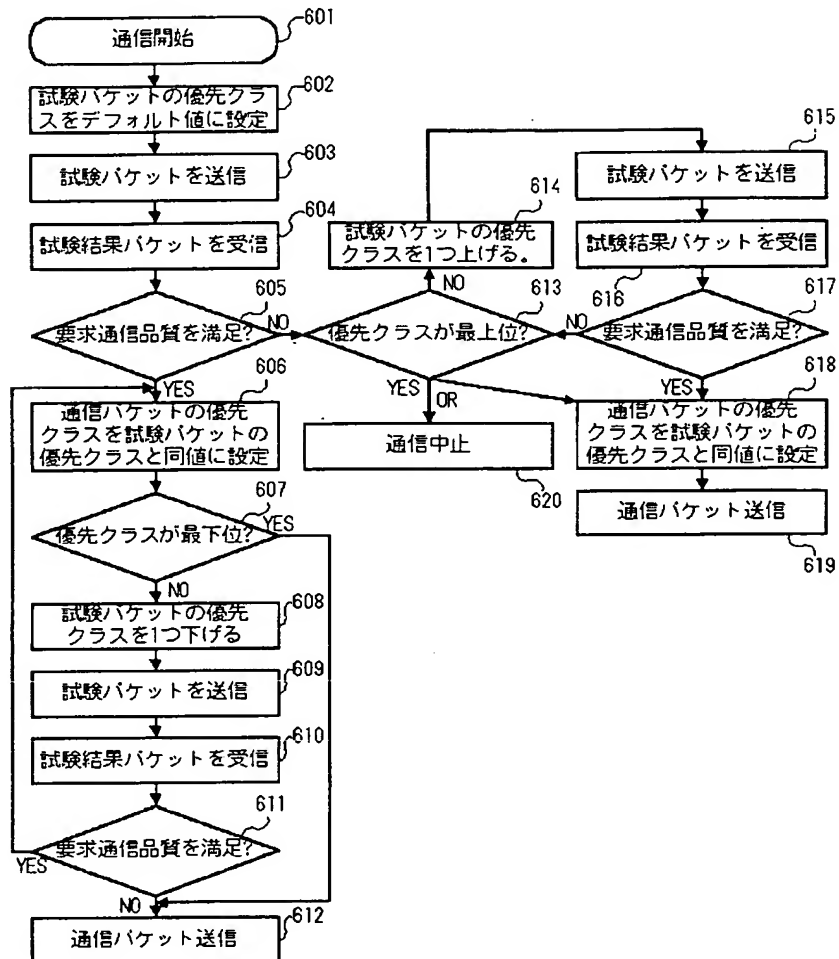 通信開始
601
602
試験パケットの優先クラ
スをデフォルト値に設定
603
試験パケットを送信
604
試験結果パケットを受信
605
要求通信品質を満足?
NO
YES
606
通信パケットの優先
クラスを試験パケットの
優先クラスと同値に設定
607
優先クラスが最下位?
YES
NO
608
試験パケットの優先
クラスを1つ下げる
609
試験パケットを送信
610
試験結果パケットを受信
611
要求通信品質を満足?
YES
NO
612
通信パケット送信
613
優先クラスが最上位?
NO
YES
OR
614
試験パケットの優先
クラスを1つ上げる。
615
試験パケットを送信
試験結果パケットを受信
616
617
要求通信品質を満足?
NO
YES
618
通信パケットの優先
クラスを試験パケットの
優先クラスと同値に設定
通信パケット送信
619
通信中止
620